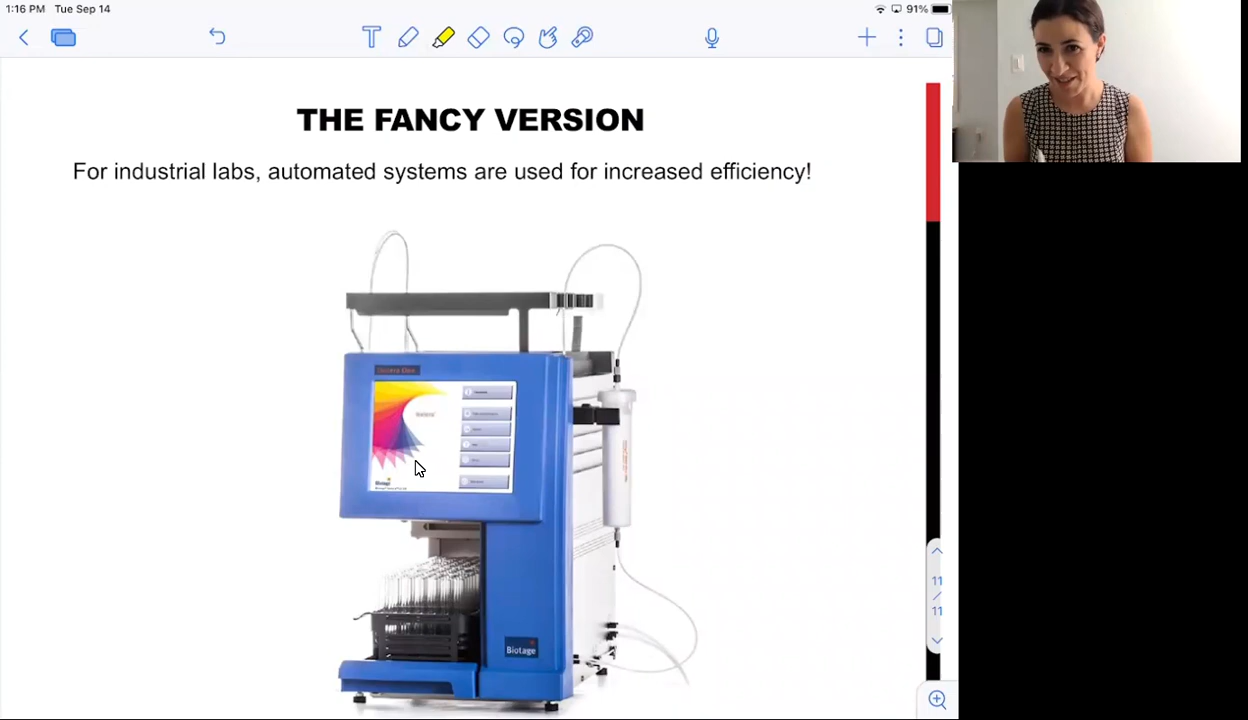 1:16 PM Tue Sep 14
91%
THE FANCY VERSION
For industrial labs, automated systems are used for increased efficiency!
Biotage
Biotage
11
11